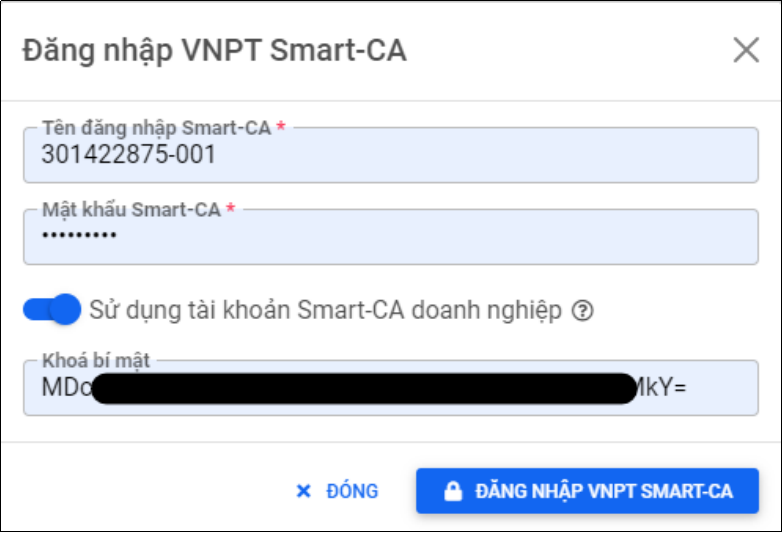 Đăng nhập VNPT Smart-CA
Tên đăng nhập Smart-CA *
301422875-001
Mật khẩu Smart-CA *
•••••••••
Sử dụng tài khoản Smart-CA doanh nghiệp
Khoá bí mật
MDc MkY=
× ĐÓNG
ĐĂNG NHẬP VNPT SMART-CA